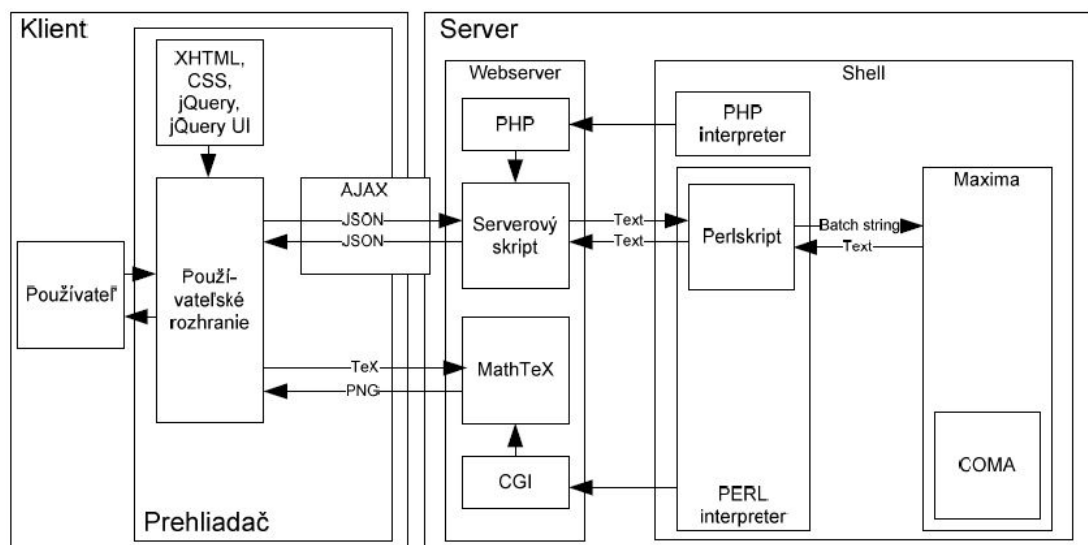 Klient
XHTML,
CSS,
jQuery,
jQuery UI
AJAX
JSON
JSON
Používateľ
Použí-
vateľské
rozhranie
TeX
PNG
Prehliadač
Server
Webserver
PHP
Serverový
skript
MathTeX
CGI
Shell
PHP
interpreter
Text
Text
Perlskript
PERL
interpreter
Batch string
Text
Maxima
COMA